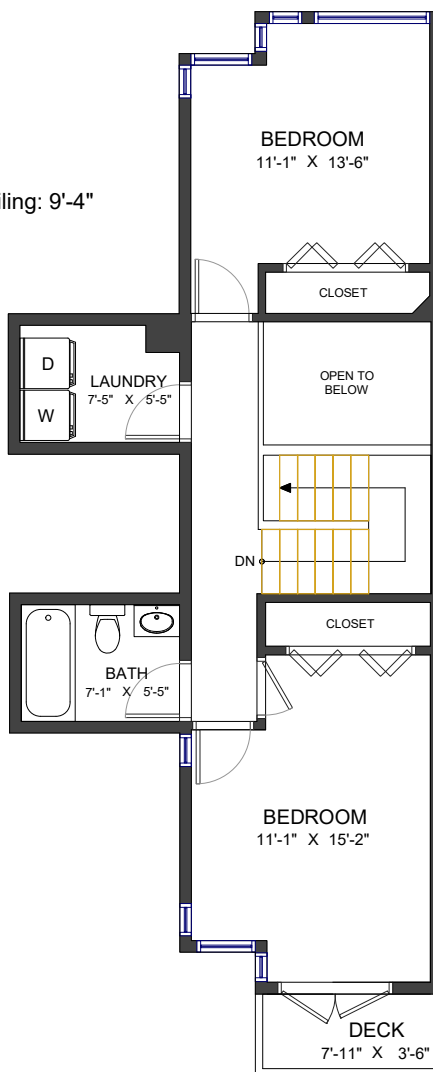 BEDROOM
11'-1" X 13'-6"
iling: 9'-4"
CLOSET
D
W
LAUNDRY
7'-5" X 5'-5"
OPEN TO
BELOW
DN
CLOSET
BATH
7'-1" X 5'-5"
BEDROOM
11'-1" X 15'-2"
DECK
7'-11" X 3'-6"